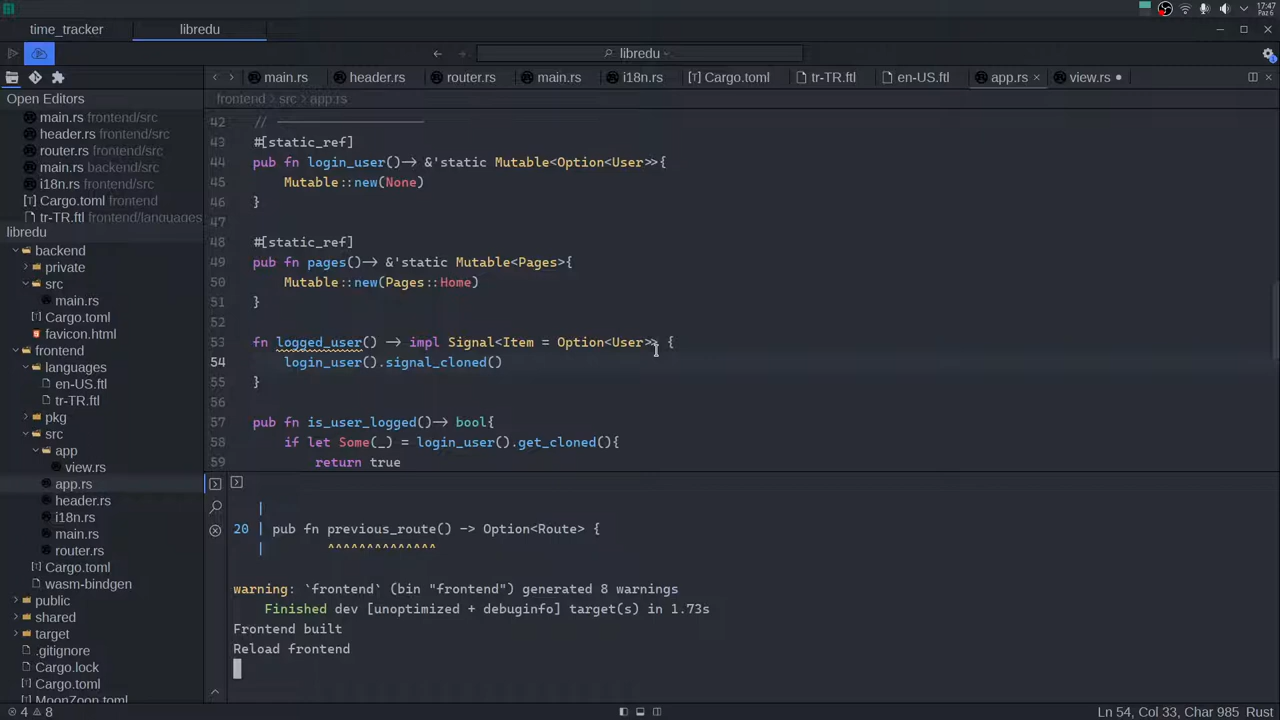 17:47
Paz 6
time_tracker
libredu
libredu
main.rs
header.rs
router.rs
main.rs
i18n.rs
Cargo.toml
tr-TR.ftl
en-US.ftl
app.rs
view.rs
Open Editors
main.rs frontend/src
header.rs frontend/src
router.rs frontend/src
main.rs backend/src
i18n.rs frontend/src
Cargo.toml frontend
tr-TR.ftl frontend/languages
libredu
backend
private
src
main.rs
Cargo.toml
favicon.html
frontend
languages
en-US.ftl
tr-TR.ftl
pkg
src
app
view.rs
app.rs
header.rs
i18n.rs
main.rs
router.rs
Cargo.toml
wasm-bindgen
public
shared
target
.gitignore
Cargo.lock
Cargo.toml
MoonZoon.toml
frontend src app.rs
42 // ———————————————
43 #[static_ref]
44 pub fn login_user()-> &'static Mutable<Option<User>>{
45 Mutable::new(None)
46 }
47
48 #[static_ref]
49 pub fn pages()-> &'static Mutable<Pages>{
50 Mutable::new(Pages::Home)
51 }
52
53 fn logged_user() -> impl Signal<Item = Option<User>> {
54 login_user().signal_cloned()
55 }
56
57 pub fn is_user_logged()-> bool{
58 if let Some(_) = login_user().get_cloned(){
59 return true
|
20 | pub fn previous_route() -> Option<Route> {
| ^^^^^^^^^^^^^^
warning: `frontend` (bin "frontend") generated 8 warnings
Finished dev [unoptimized + debuginfo] target(s) in 1.73s
Frontend built
Reload frontend
4 8
Ln 54, Col 33, Char 985 Rust